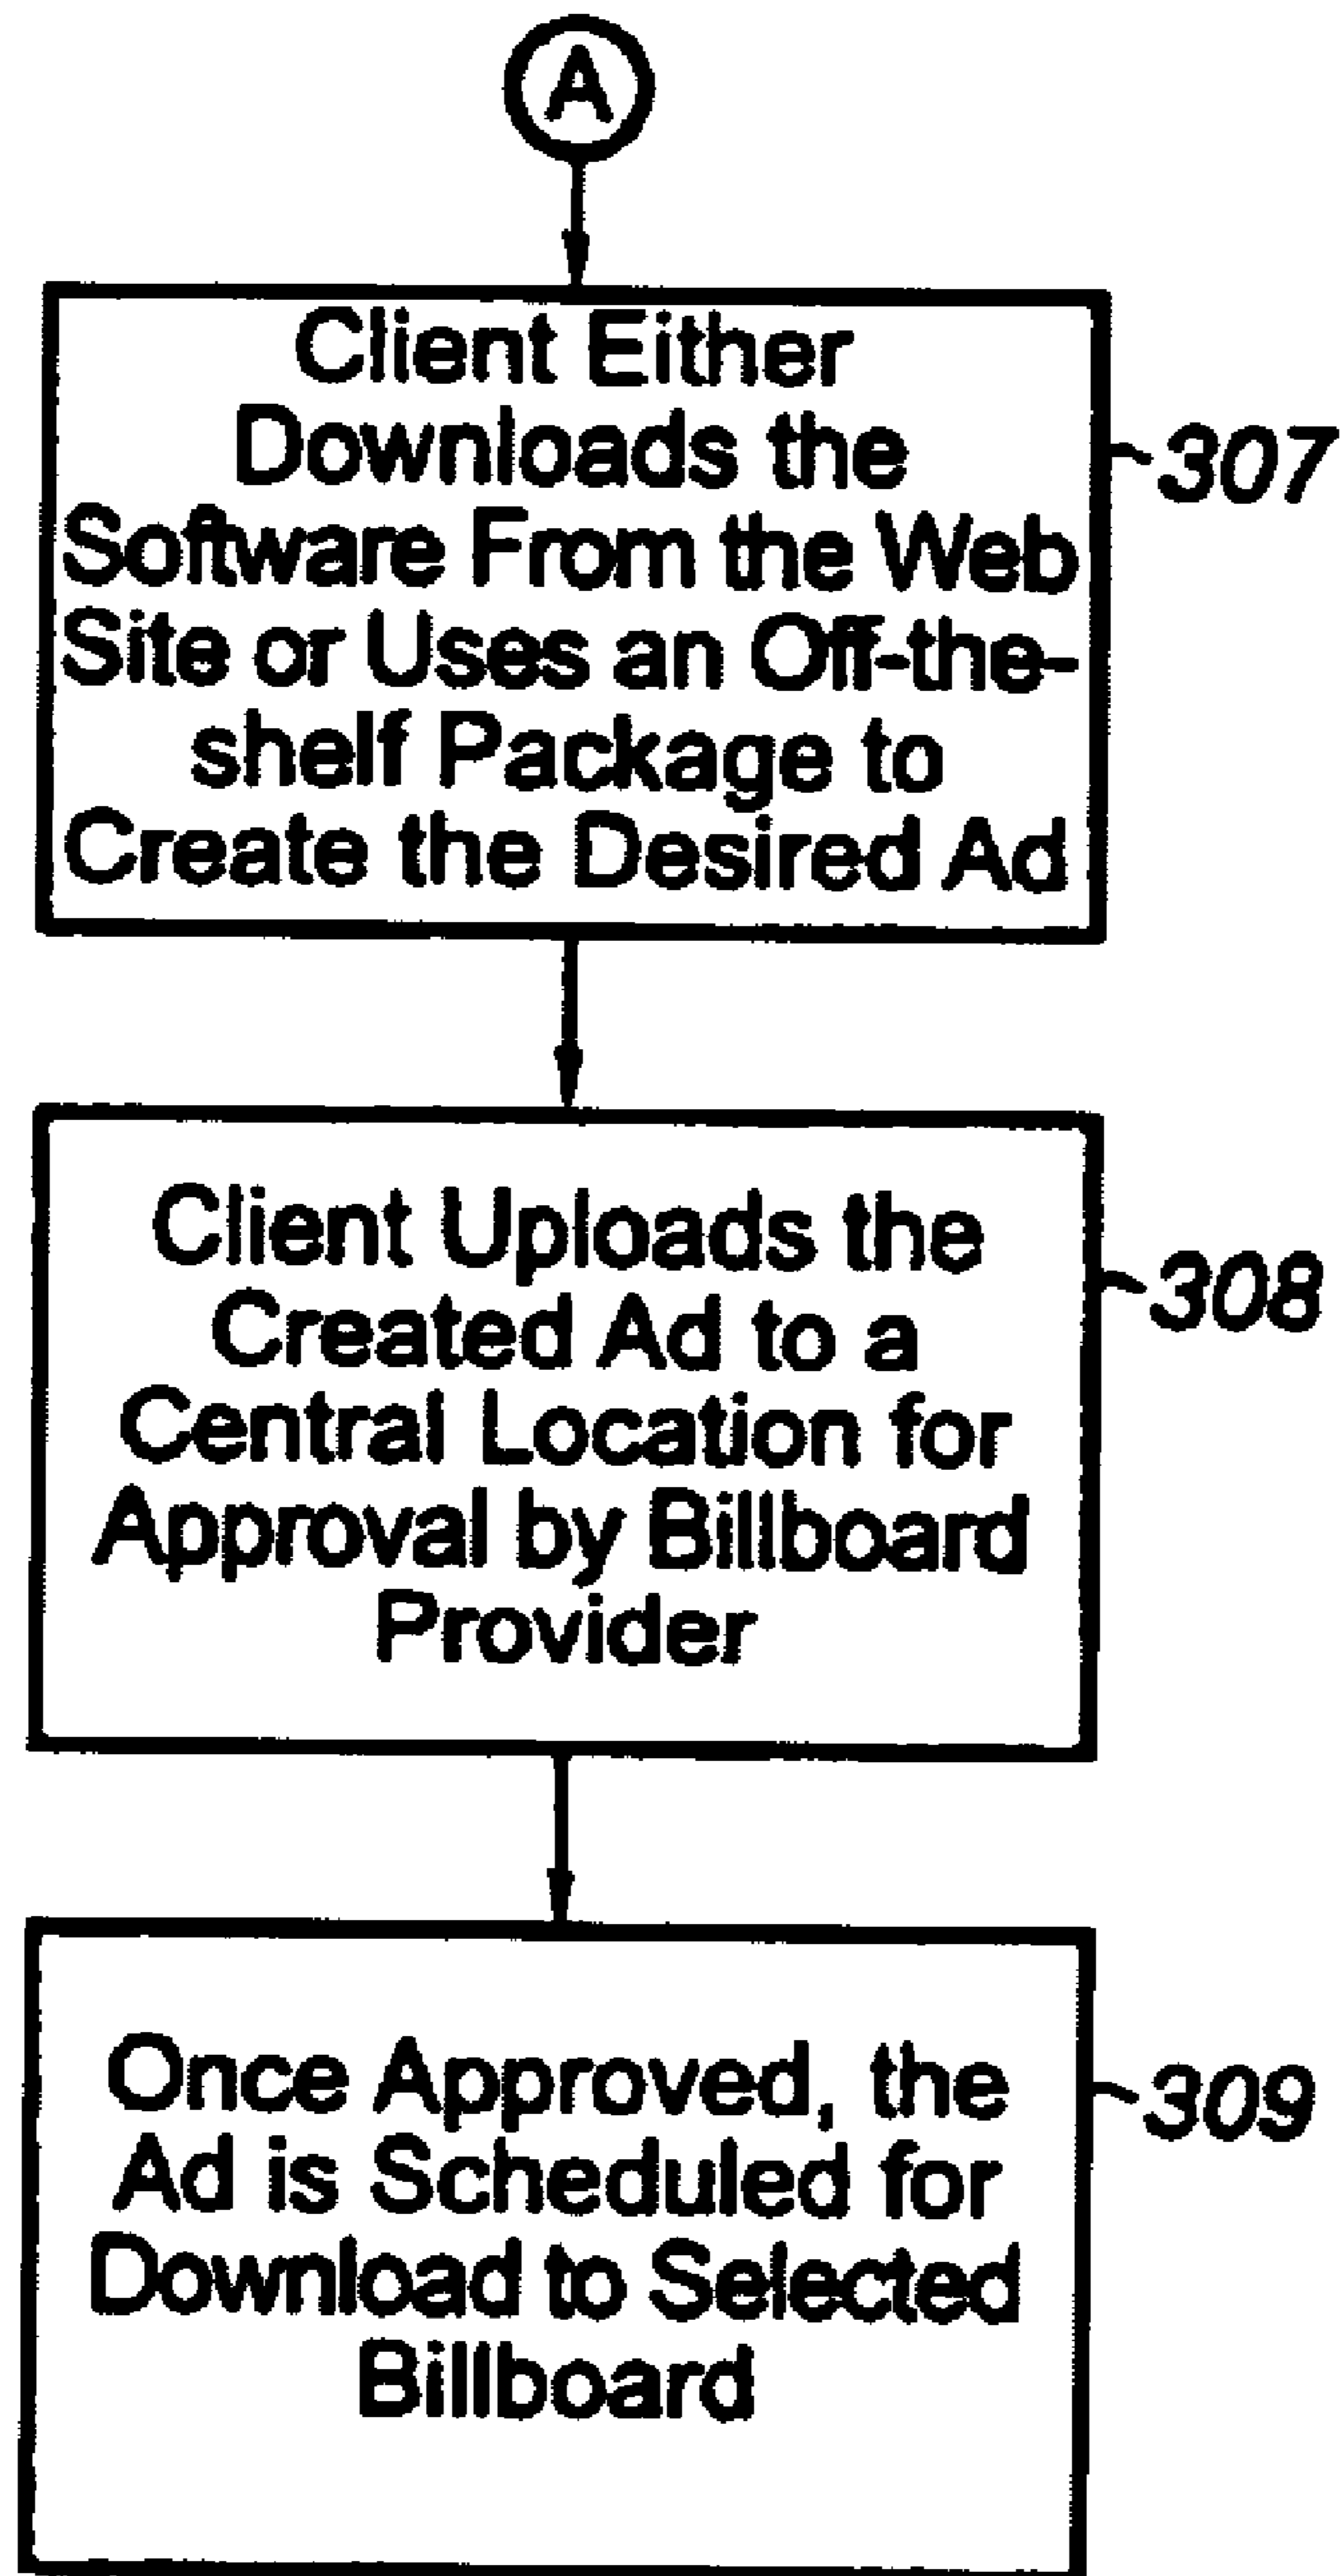 A
Client Either
Downloads the
Software From the Web
Site or Uses an Off-the-
shelf Package to
Create the Desired Ad
307
Client Uploads the
Created Ad to a
Central Location for
Approval by Billboard
Provider
308
Once Approved, the
Ad is Scheduled for
Download to Selected
Billboard
309